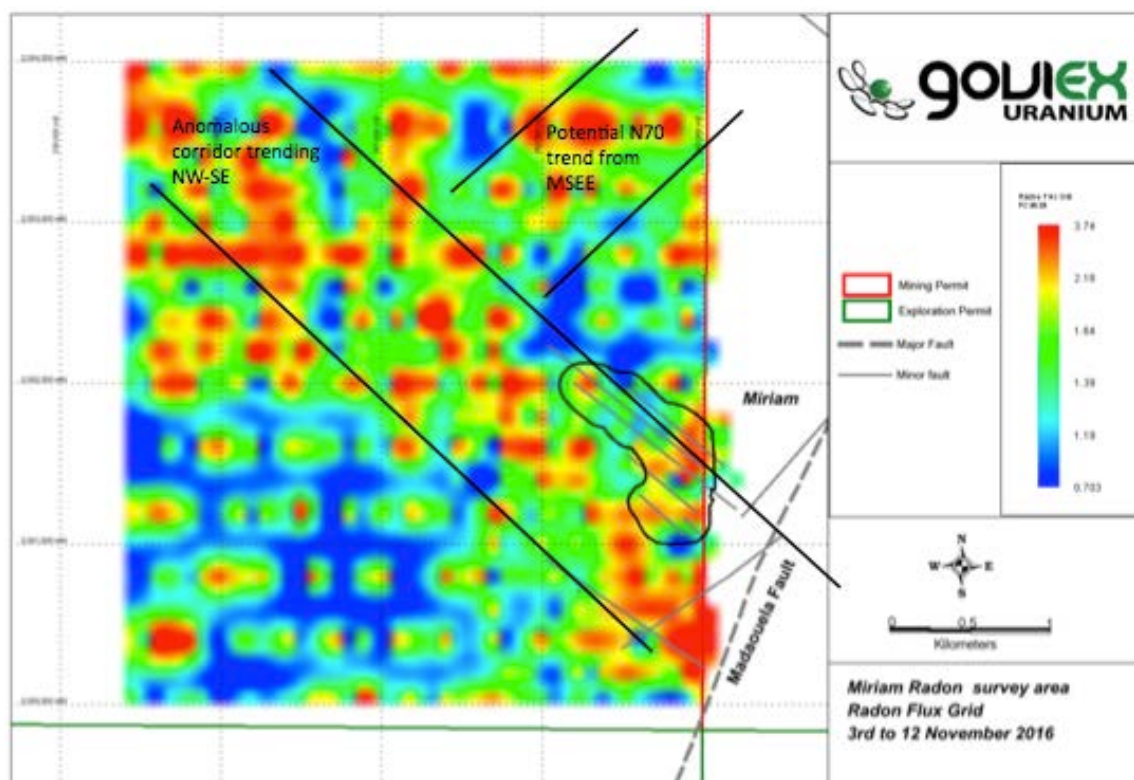 Anomalous
corridor trending
NW-SE
Potential N70
trend from
MSEE
Miriam
Madaouela Fault
goviEX
URANIUM
3.74
2.18
1.64
1.39
1.18
0.703
Mining Permit
Exploration Permit
Major Fault
Minor fault
N
W
E
S
0
0.5
1
Kilometers
Miriam Radon survey area
Radon Flux Grid
3rd to 12 November 2016